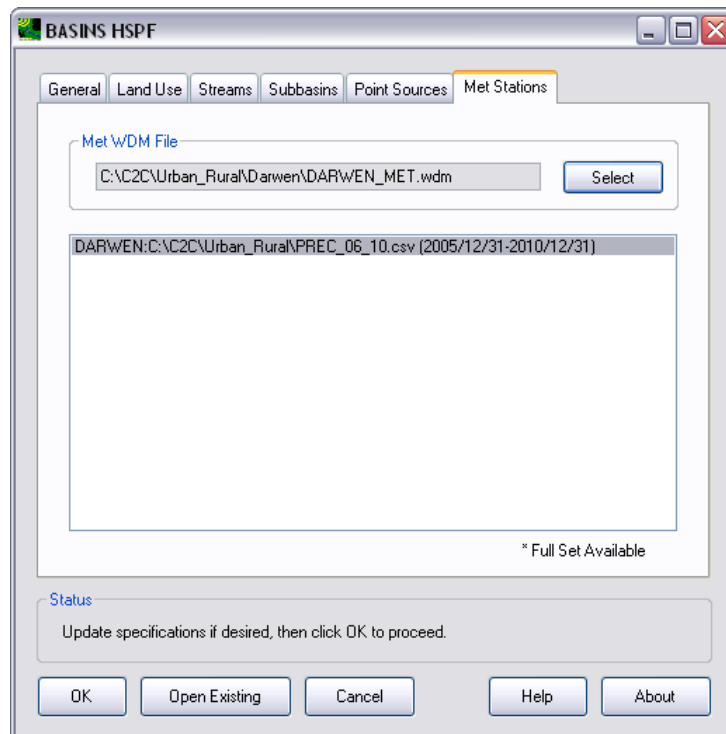 BASINS HSPF
General Land Use Streams Subbasins Point Sources Met Stations
Met WDM File
C:\C2C\Urban_Rural\Darwen\DARWEN_MET.wdm Select
DARWEN:C:\C2C\Urban_Rural\PREC_06_10.csv (2005/12/31-2010/12/31)
* Full Set Available
Status
Update specifications if desired, then click OK to proceed.
OK Open Existing Cancel Help About